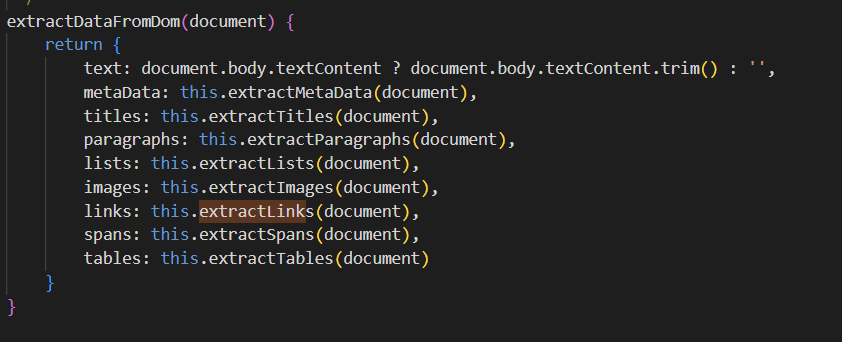 extractDataFromDom(document) {
return {
text: document.body.textContent ? document.body.textContent.trim() : '',
metaData: this.extractMetaData(document),
titles: this.extractTitles(document),
paragraphs: this.extractParagraphs(document),
lists: this.extractLists(document),
images: this.extractImages(document),
links: this.extractLinks(document),
spans: this.extractSpans(document),
tables: this.extractTables(document)
}
}